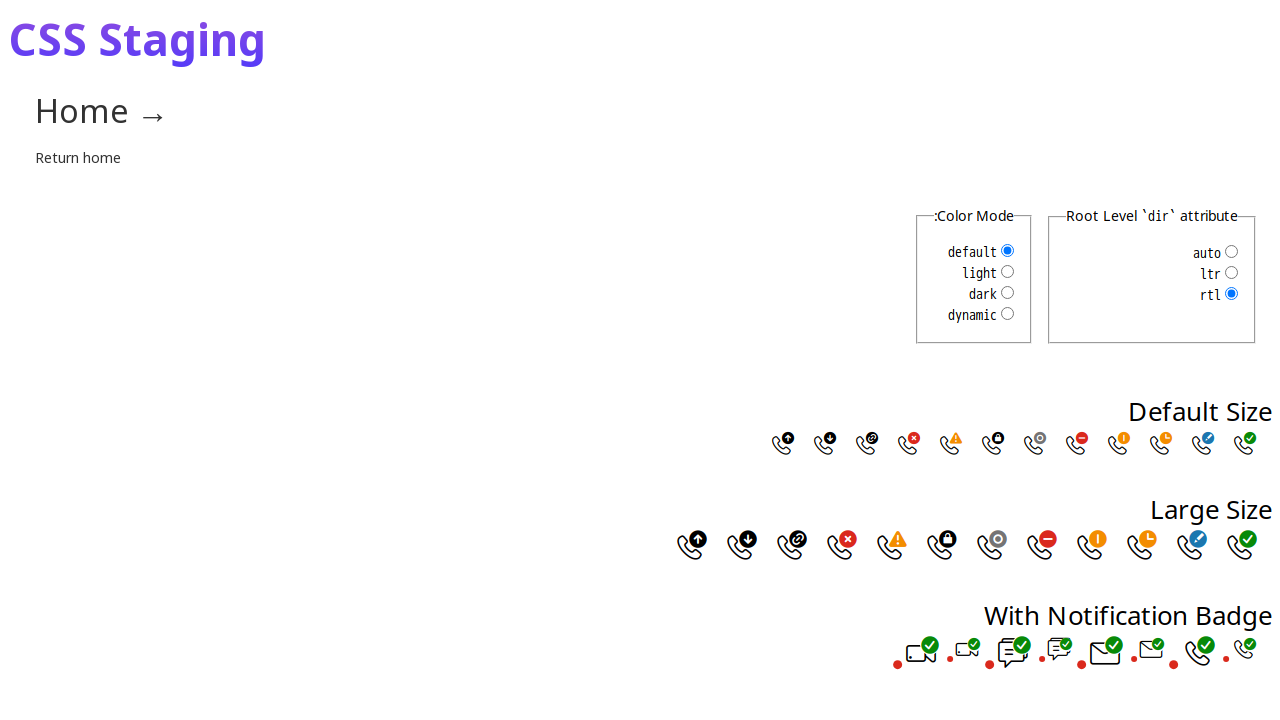 CSS Staging
Home →
Return home
Root Level `dir` attribute
auto
ltr
rtl
:Color Mode
default
light
dark
dynamic
Default Size
Large Size
With Notification Badge